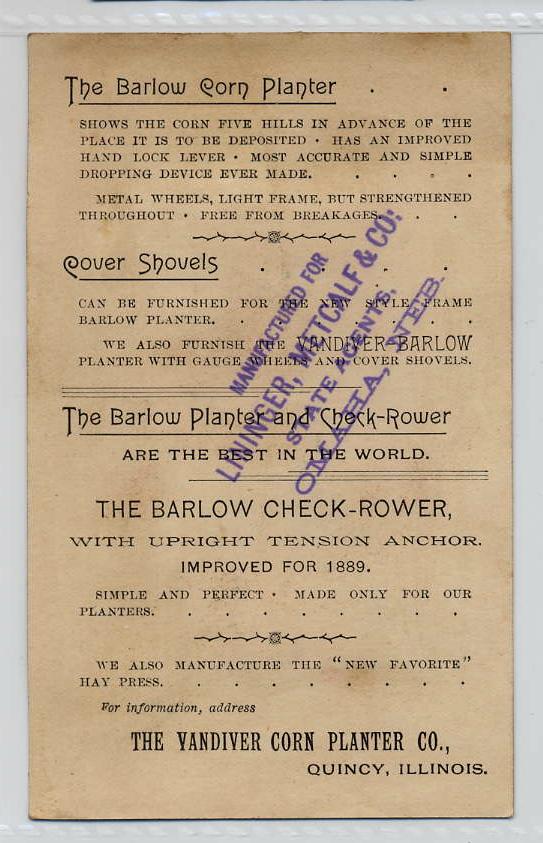 The Barlow Corn Planter . .
SHOWS THE CORN FIVE HILLS IN ADVANCE OF THE
PLACE IT IS TO BE DEPOSITED · HAS AN IMPROVED
HAND LOCK LEVER · MOST ACCURATE AND SIMPLE
DROPPING DEVICE EVER MADE. . . . .
METAL WHEELS, LIGHT FRAME, BUT STRENGTHENED
THROUGHOUT · FREE FROM BREAKAGES. . .
Cover Shovels . . . .
CAN BE FURNISHED FOR THE NEW STYLE FRAME
BARLOW PLANTER. . . . . . . .
WE ALSO FURNISH THE VANDIVER-BARLOW
PLANTER WITH GAUGE WHEELS AND COVER SHOVELS.
MANUFACTURED FOR
LININGER, METCALF & CO:
STATE AGENTS,
OMAHA, NEB.
The Barlow Planter and Check-Rower
ARE THE BEST IN THE WORLD.
THE BARLOW CHECK-ROWER,
WITH UPRIGHT TENSION ANCHOR.
IMPROVED FOR 1889.
SIMPLE AND PERFECT · MADE ONLY FOR OUR
PLANTERS. . . . . . . . .
WE ALSO MANUFACTURE THE "NEW FAVORITE"
HAY PRESS. . . . . . . . .
For information, address
THE VANDIVER CORN PLANTER CO.,
QUINCY, ILLINOIS.